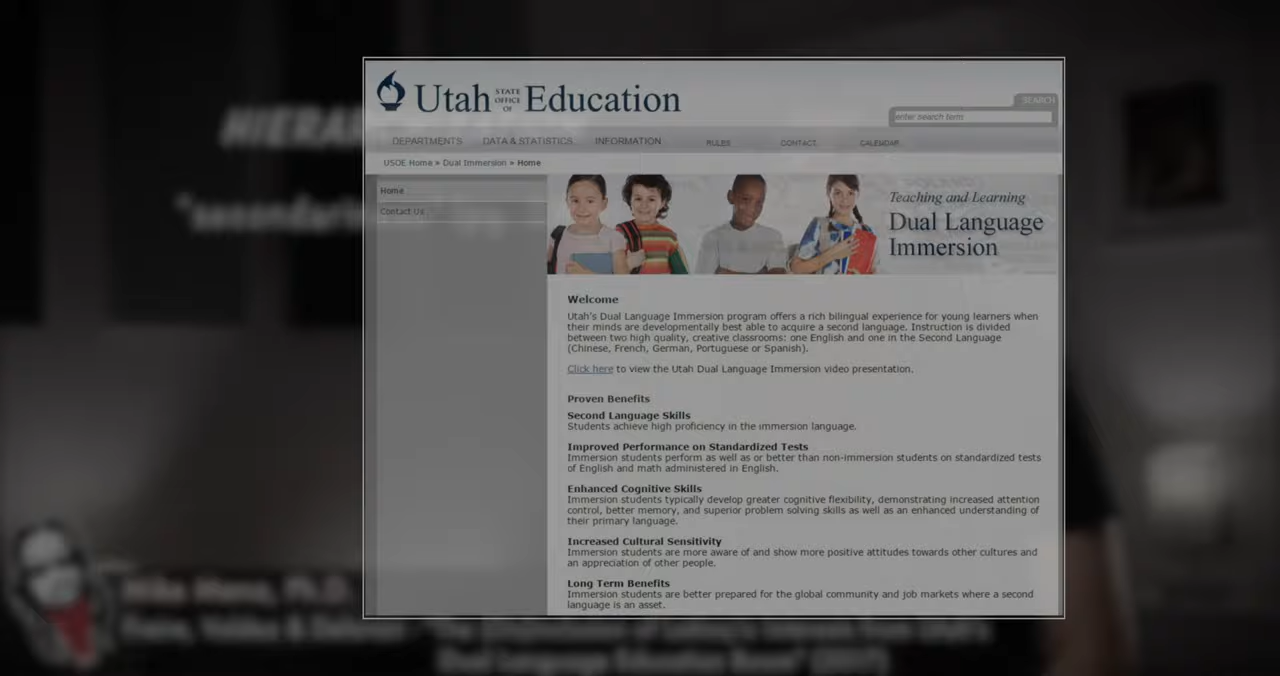 Utah STATE OFFICE OF Education
SEARCH
enter search term
DEPARTMENTS DATA & STATISTICS INFORMATION RULES CONTACT CALENDAR
USOE Home » Dual Immersion » Home
Home
Contact Us
Teaching and Learning
Dual Language
Immersion
Welcome
Utah's Dual Language Immersion program offers a rich bilingual experience for young learners when
their minds are developmentally best able to acquire a second language. Instruction is divided
between two high quality, creative classrooms: one English and one in the Second Language
(Chinese, French, German, Portuguese or Spanish).
Click here to view the Utah Dual Language Immersion video presentation.
Proven Benefits
Second Language Skills
Students achieve high proficiency in the immersion language.
Improved Performance on Standardized Tests
Immersion students perform as well as or better than non-immersion students on standardized tests
of English and math administered in English.
Enhanced Cognitive Skills
Immersion students typically develop greater cognitive flexibility, demonstrating increased attention
control, better memory, and superior problem solving skills as well as an enhanced understanding of
their primary language.
Increased Cultural Sensitivity
Immersion students are more aware of and show more positive attitudes towards other cultures and
an appreciation of other people.
Long Term Benefits
Immersion students are better prepared for the global community and job markets where a second
language is an asset.
Ph.D.
Dual Language Education